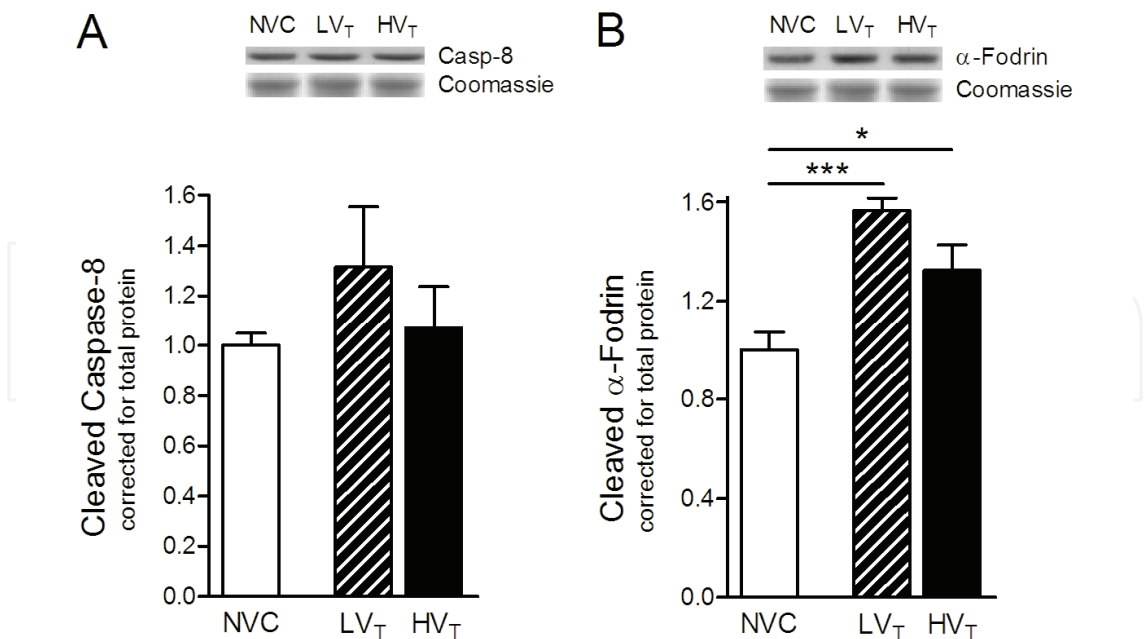 A
NVC LVT HVT
Casp-8
Coomassie
1.6
1.4
1.2
1.0
0.8
0.6
0.4
0.2
0.0
Cleaved Caspase-8
corrected for total protein
NVC LVT HVT
B
NVC LVT HVT
α-Fodrin
Coomassie
*
***
1.6
1.2
0.8
0.4
0.0
Cleaved α-Fodrin
corrected for total protein
NVC LVT HVT